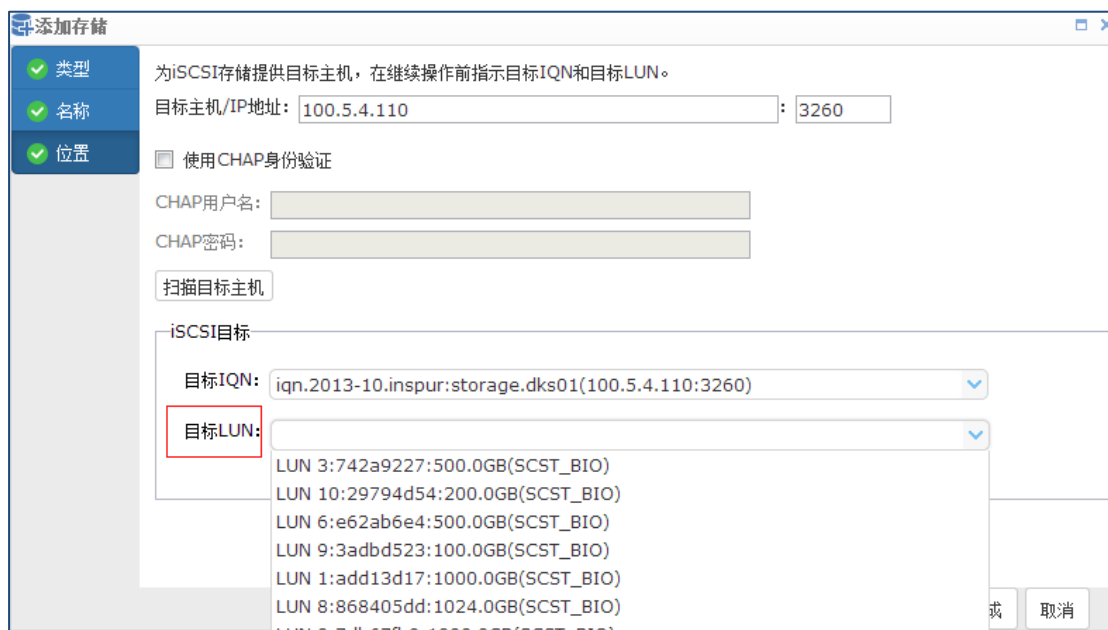 添加存储
类型
名称
位置
为iSCSI存储提供目标主机，在继续操作前指示目标IQN和目标LUN。
目标主机/IP地址： 100.5.4.110 : 3260
使用CHAP身份验证
CHAP用户名：
CHAP密码：
扫描目标主机
iSCSI目标
目标IQN： iqn.2013-10.inspur:storage.dks01(100.5.4.110:3260)
目标LUN：
LUN 3:742a9227:500.0GB(SCST_BIO)
LUN 10:29794d54:200.0GB(SCST_BIO)
LUN 6:e62ab6e4:500.0GB(SCST_BIO)
LUN 9:3adbd523:100.0GB(SCST_BIO)
LUN 1:add13d17:1000.0GB(SCST_BIO)
LUN 8:868405dd:1024.0GB(SCST_BIO)
成 取消